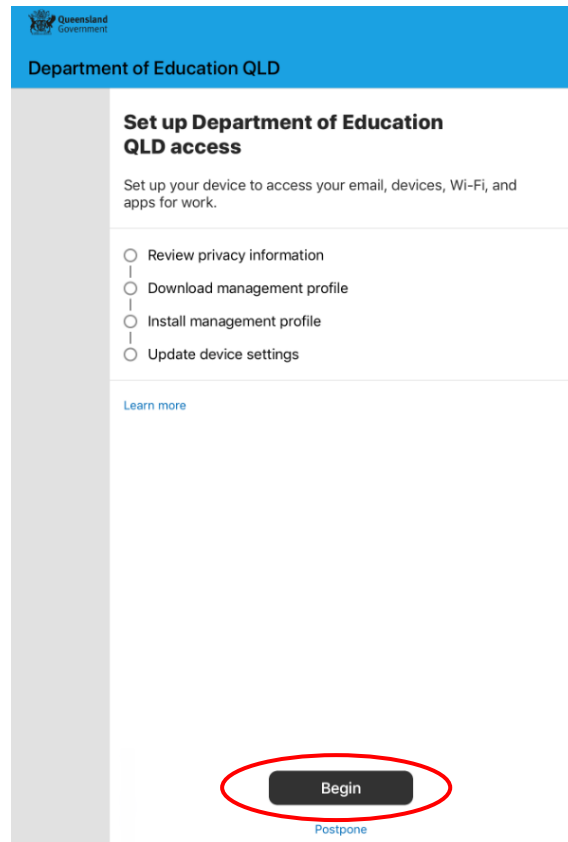 Queensland
Government
Department of Education QLD
Set up Department of Education
QLD access
Set up your device to access your email, devices, Wi-Fi, and
apps for work.
Review privacy information
Download management profile
Install management profile
Update device settings
Learn more
Begin
Postpone